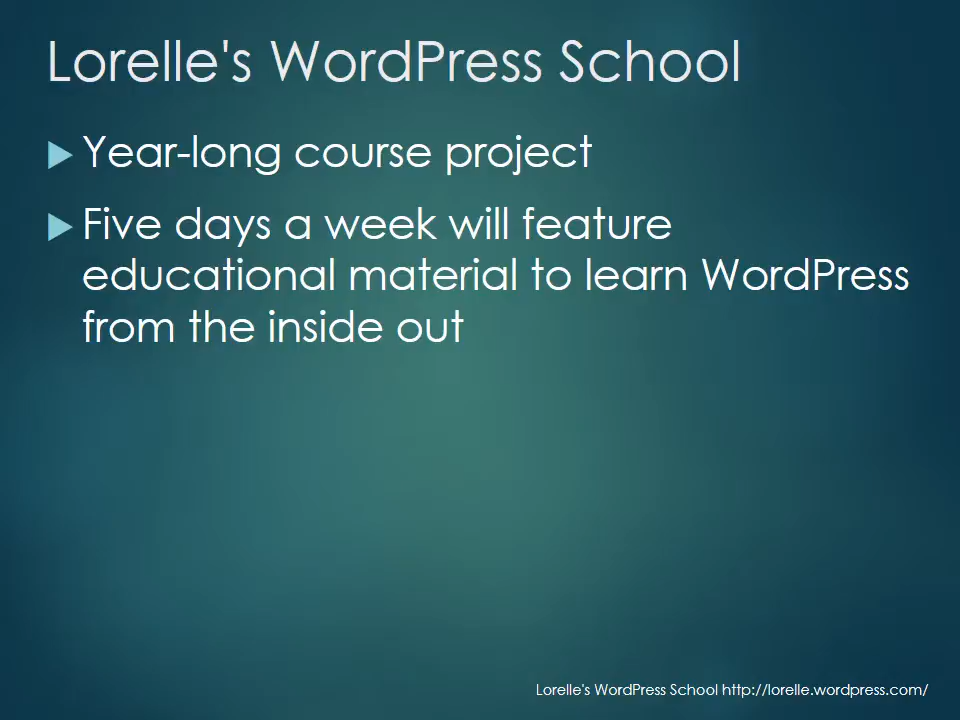 Lorelle's WordPress School
Year-long course project
Five days a week will feature
educational material to learn WordPress
from the inside out
Lorelle's WordPress School http://lorelle.wordpress.com/